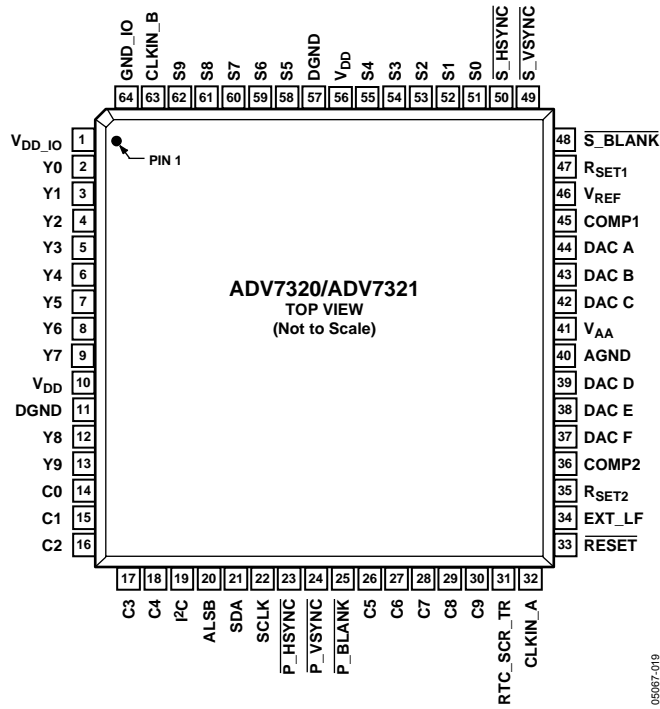 GND_IO
CLKIN_B
S9
S8
S7
S6
S5
DGND
VDD
S4
S3
S2
S1
S0
S_HSYNC
S_VSYNC
64 63 62 61 60 59 58 57 56 55 54 53 52 51 50 49
VDD_IO 1
Y0 2
Y1 3
Y2 4
Y3 5
Y4 6
Y5 7
Y6 8
Y7 9
VDD 10
DGND 11
Y8 12
Y9 13
C0 14
C1 15
C2 16
PIN 1
ADV7320/ADV7321
TOP VIEW
(Not to Scale)
48 S_BLANK
47 RSET1
46 VREF
45 COMP1
44 DAC A
43 DAC B
42 DAC C
41 VAA
40 AGND
39 DAC D
38 DAC E
37 DAC F
36 COMP2
35 RSET2
34 EXT_LF
33 RESET
17 18 19 20 21 22 23 24 25 26 27 28 29 30 31 32
C3
C4
I²C
ALSB
SDA
SCLK
P_HSYNC
P_VSYNC
P_BLANK
C5
C6
C7
C8
C9
RTC_SCR_TR
CLKIN_A
05067-019